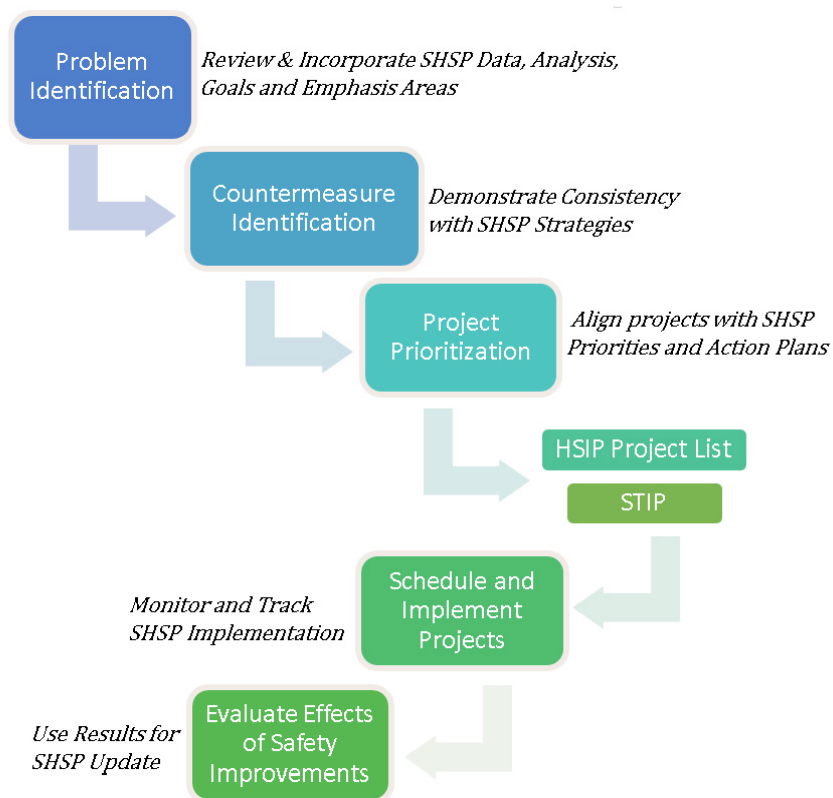 Problem
Identification
Review & Incorporate SHSP Data, Analysis,
Goals and Emphasis Areas
Countermeasure
Identification
Demonstrate Consistency
with SHSP Strategies
Project
Prioritization
Align projects with SHSP
Priorities and Action Plans
HSIP Project List
STIP
Schedule and
Implement
Projects
Monitor and Track
SHSP Implementation
Evaluate Effects
of Safety
Improvements
Use Results for
SHSP Update